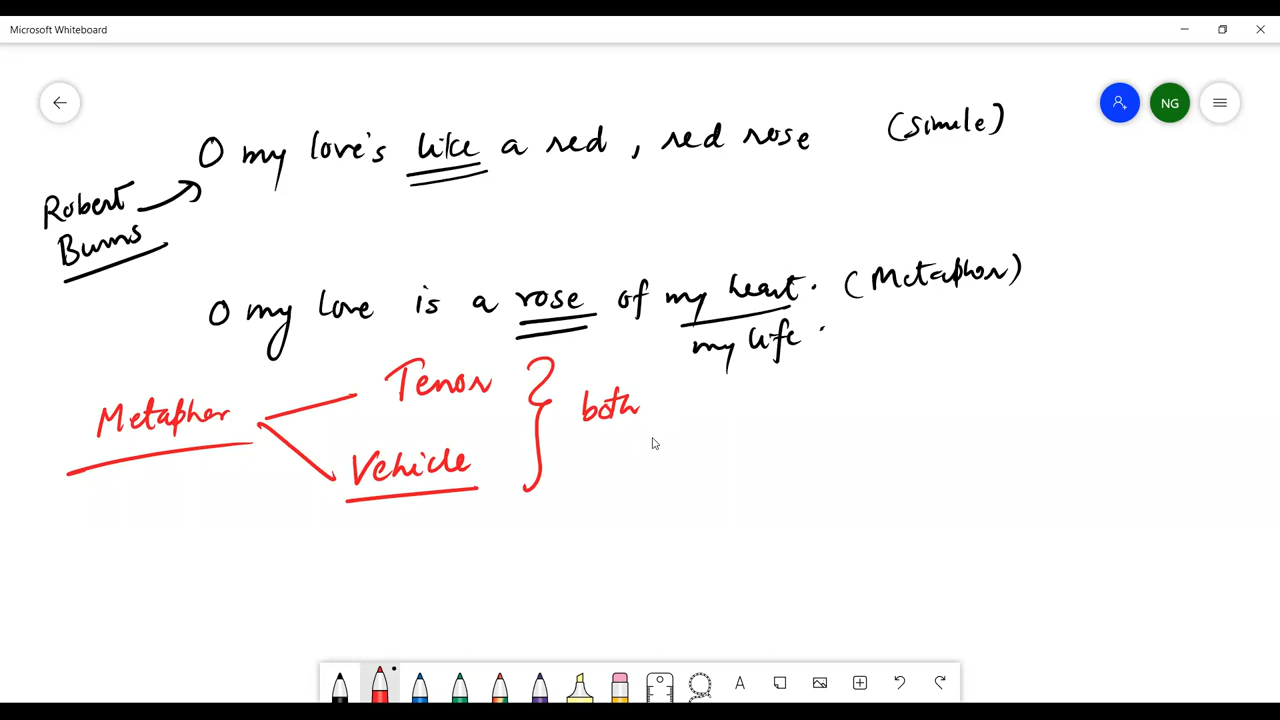 Microsoft Whiteboard
NG
O my love's like a red, red rose (simile)
Robert
Burns
O my love is a rose of my heart. (Metaphor)
my life.
Metapher
Tenor
Vehicle
both
A